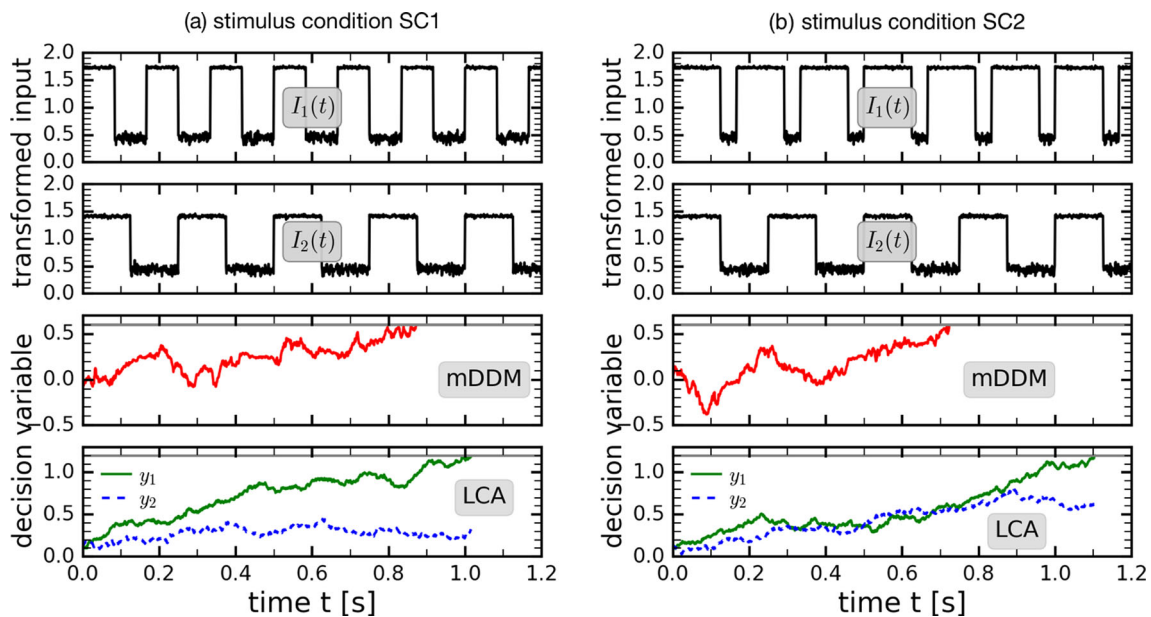 (a) stimulus condition SC1
(b) stimulus condition SC2
transformed input
2.0
1.5
1.0
0.5
0.0
I₁(t)
transformed input
2.0
1.5
1.0
0.5
0.0
I₁(t)
transformed input
2.0
1.5
1.0
0.5
0.0
I₂(t)
transformed input
2.0
1.5
1.0
0.5
0.0
I₂(t)
decision variable
0.5
0.0
−0.5
mDDM
decision variable
0.5
0.0
−0.5
mDDM
1.0
0.5
0.0
y₁
y₂
LCA
1.0
0.5
0.0
y₁
y₂
LCA
0.0 0.2 0.4 0.6 0.8 1.0 1.2
0.0 0.2 0.4 0.6 0.8 1.0 1.2
time t [s]
time t [s]